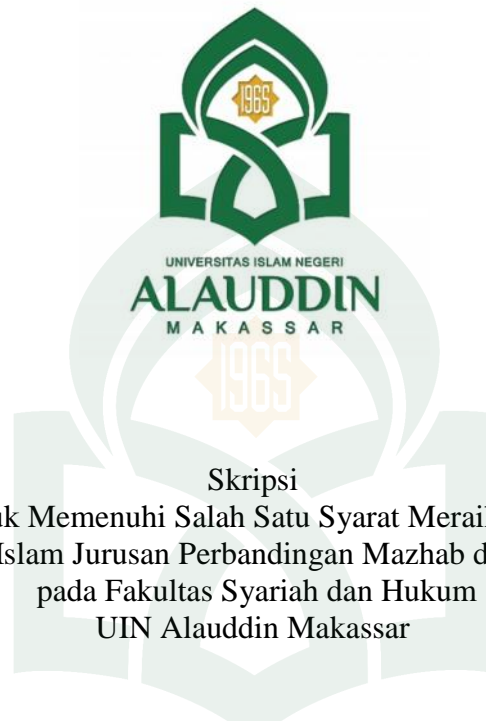 1965
UNIVERSITAS ISLAM NEGERI
ALAUDDIN
MAKASSAR
1965
Skripsi
Memenuhi Salah Satu Syarat
Islam Jurusan Perbandingan Mazhab
pada Fakultas Syariah dan Hukum
UIN Alauddin Makassar